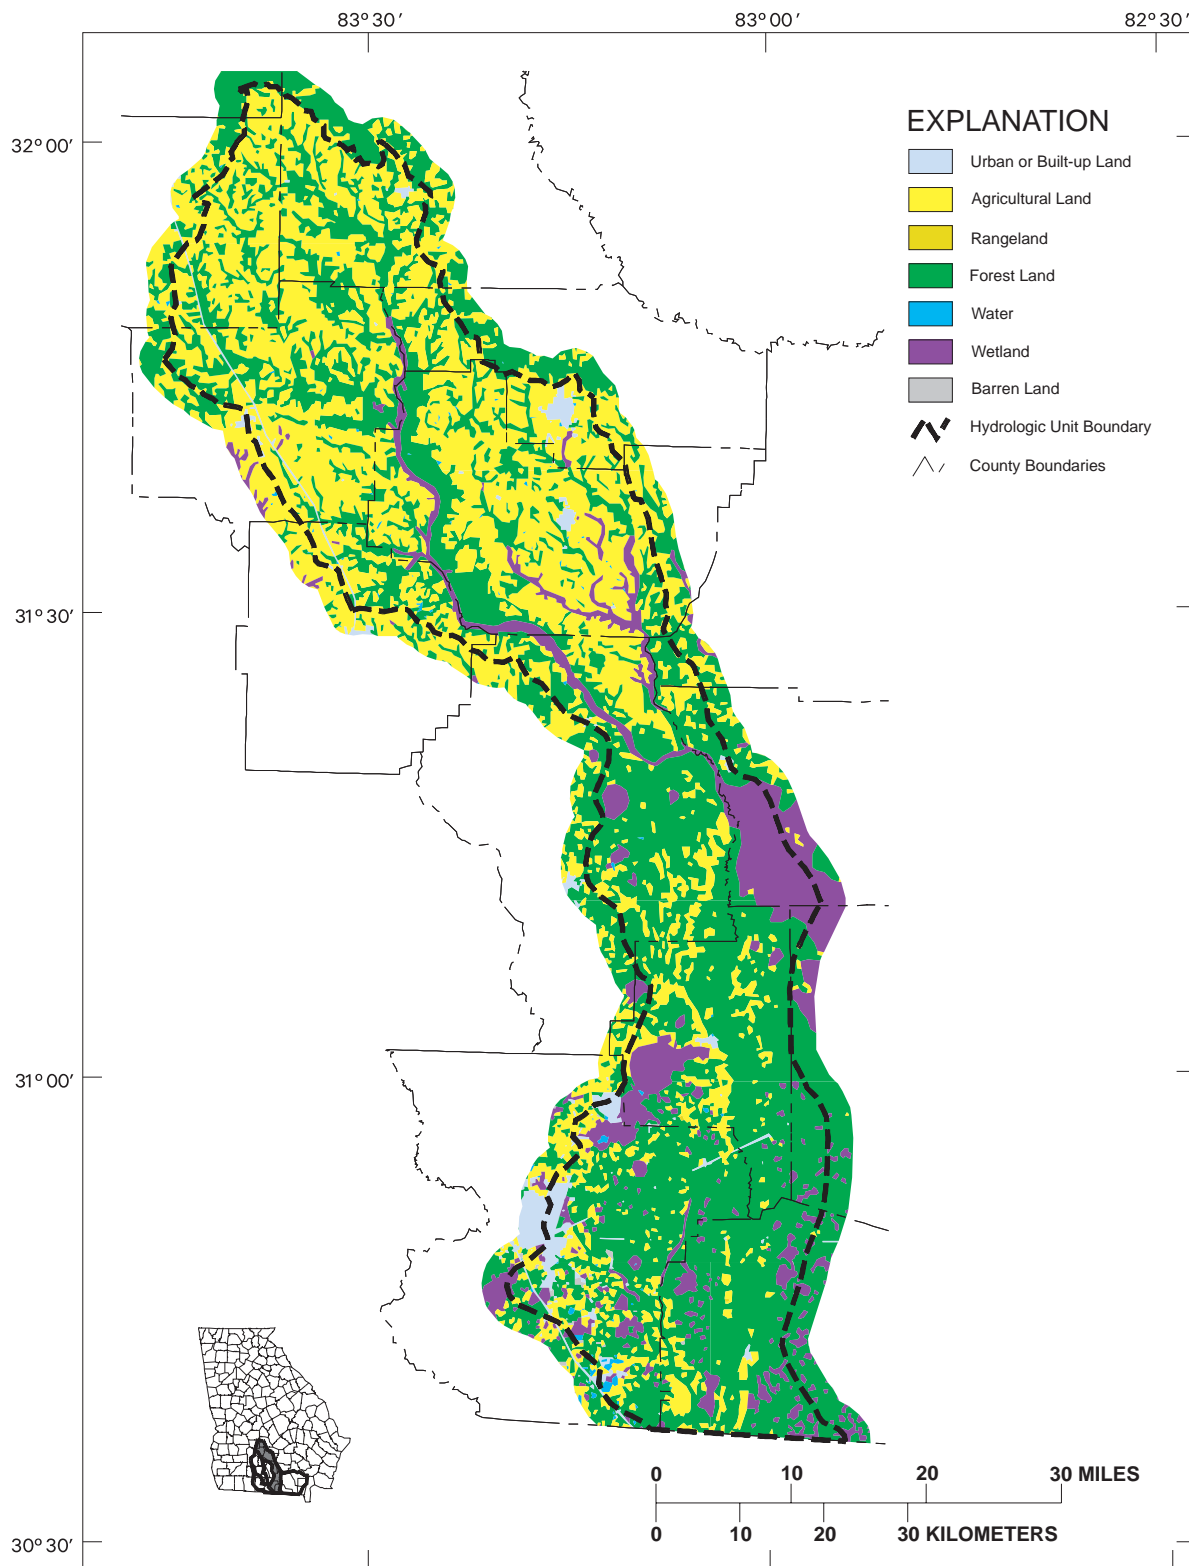 83° 30′ 83° 00′ 82° 30′
32° 00′
31° 30′
31° 00′
30° 30′
EXPLANATION
Urban or Built-up Land
Agricultural Land
Rangeland
Forest Land
Water
Wetland
Barren Land
Hydrologic Unit Boundary
County Boundaries
0 10 20 30 MILES
0 10 20 30 KILOMETERS